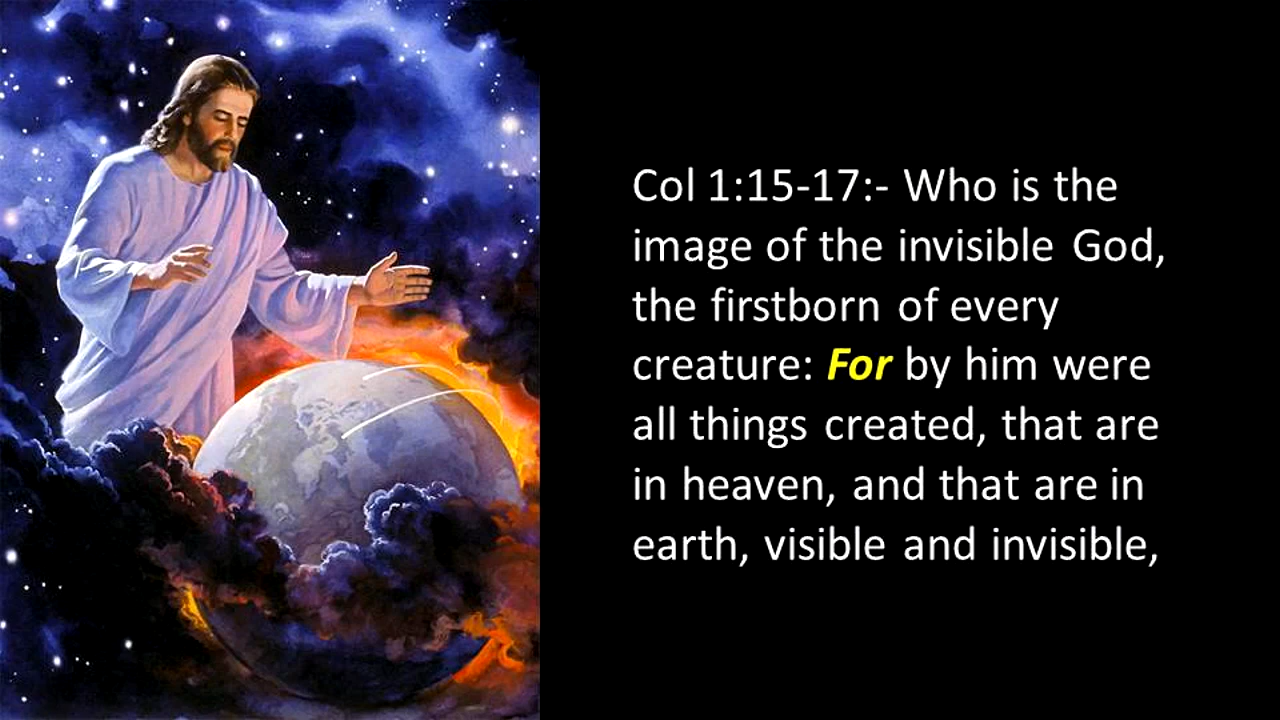 Col 1:15-17:- Who is the
image of the invisible God,
the firstborn of every
creature: For by him were
all things created, that are
in heaven, and that are in
earth, visible and invisible,